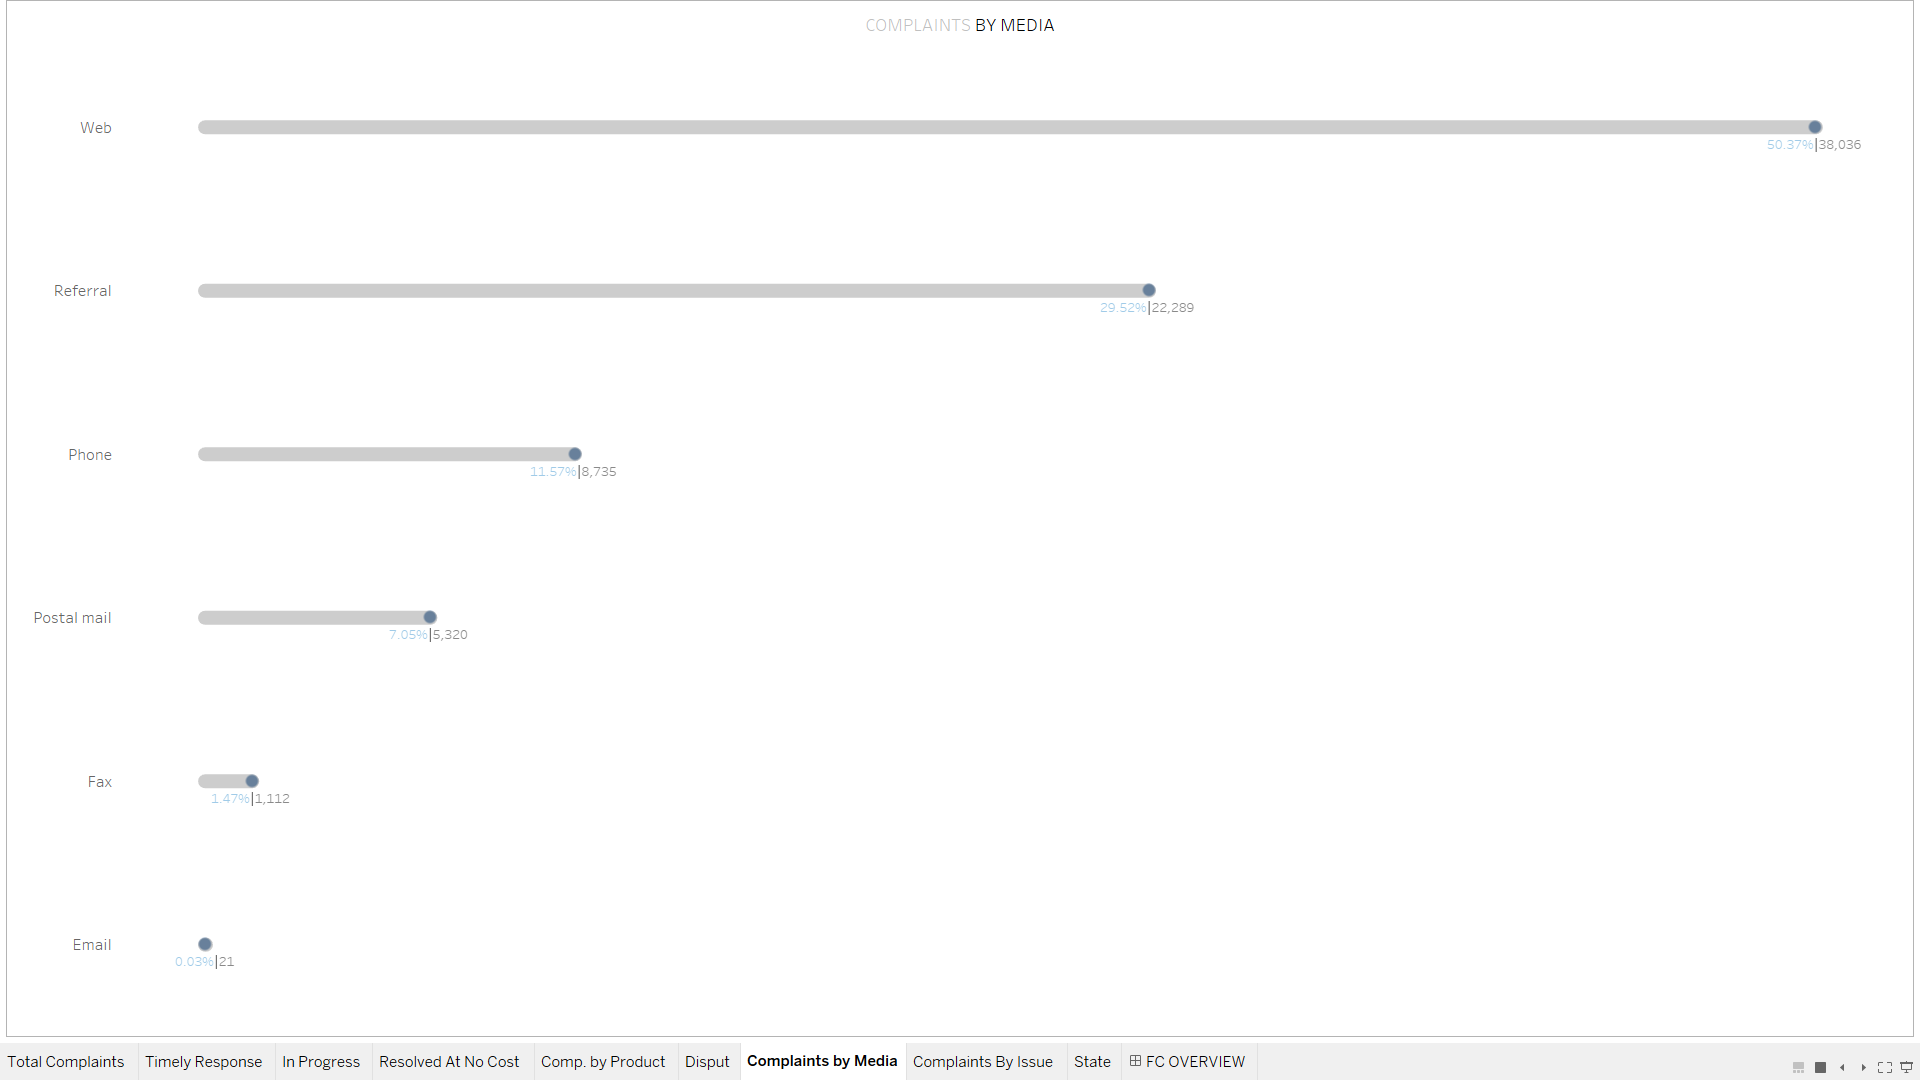 COMPLAINTS BY MEDIA
Web
50.37%|38,036
Referral
29.52%|22,289
Phone
11.57%|8,735
Postal mail
7.05%|5,320
Fax
1.47%|1,112
Email
0.03%|21
Total Complaints Timely Response In Progress Resolved At No Cost Comp. by Product Disput Complaints by Media Complaints By Issue State FC OVERVIEW